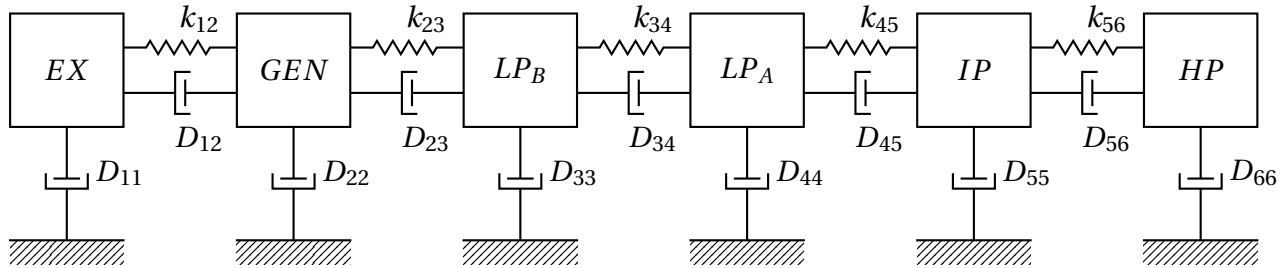 k12 k23 k34 k45 k56
EX GEN LPB LPA IP HP
D12 D23 D34 D45 D56
D11 D22 D33 D44 D55 D66